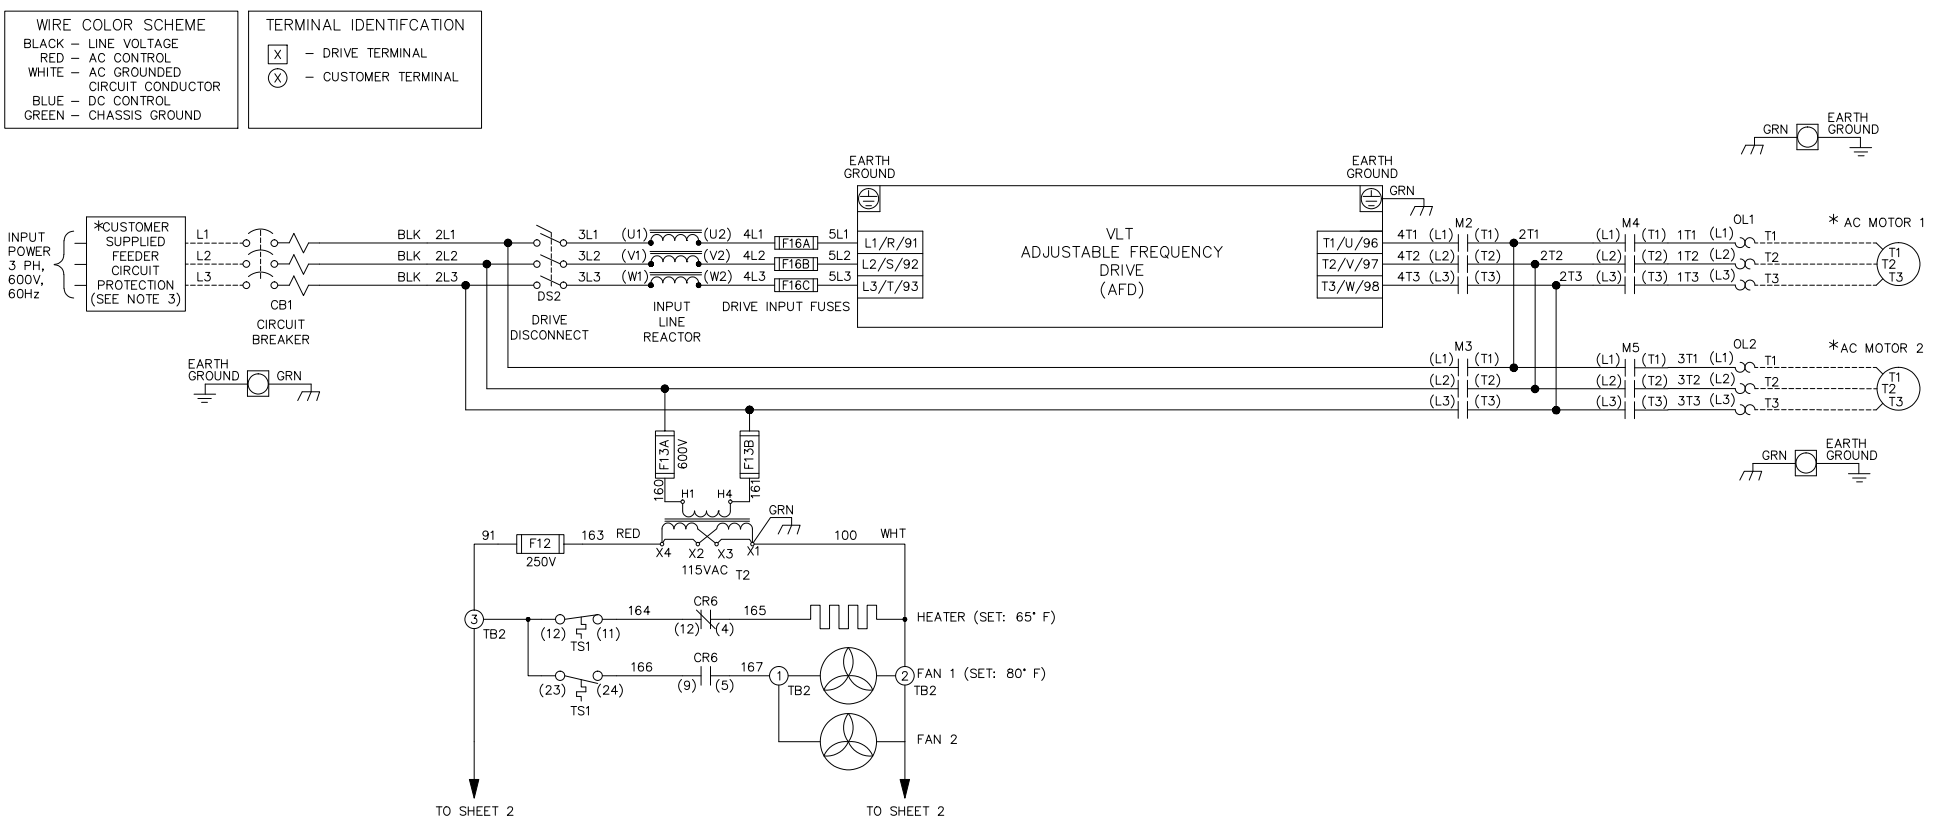 WIRE COLOR SCHEME
BLACK – LINE VOLTAGE
RED – AC CONTROL
WHITE – AC GROUNDED
CIRCUIT CONDUCTOR
BLUE – DC CONTROL
GREEN – CHASSIS GROUND
TERMINAL IDENTIFCATION
X – DRIVE TERMINAL
X – CUSTOMER TERMINAL
GRN
EARTH
GROUND
EARTH
GROUND
EARTH
GROUND
GRN
INPUT
POWER
3 PH,
600V,
60Hz
*CUSTOMER
SUPPLIED
FEEDER
CIRCUIT
PROTECTION
(SEE NOTE 3)
L1
L2
L3
CB1
CIRCUIT
BREAKER
BLK 2L1
BLK 2L2
BLK 2L3
DS2
DRIVE
DISCONNECT
3L1
3L2
3L3
(U1) (U2)
(V1) (V2)
(W1) (W2)
INPUT
LINE
REACTOR
4L1 F16A 5L1
4L2 F16B 5L2
4L3 F16C 5L3
DRIVE INPUT FUSES
L1/R/91
L2/S/92
L3/T/93
VLT
ADJUSTABLE FREQUENCY
DRIVE
(AFD)
T1/U/96
T2/V/97
T3/W/98
M2
4T1 (L1) (T1) 2T1
4T2 (L2) (T2) 2T2
4T3 (L3) (T3) 2T3
M4
(L1) (T1) 1T1 (L1) T1
(L2) (T2) 1T2 (L2) T2
(L3) (T3) 1T3 (L3) T3
OL1
* AC MOTOR 1
T1
T2
T3
EARTH
GROUND
GRN
M3
(L1) (T1)
(L2) (T2)
(L3) (T3)
M5
(L1) (T1) 3T1 (L1) T1
(L2) (T2) 3T2 (L2) T2
(L3) (T3) 3T3 (L3) T3
OL2
*AC MOTOR 2
T1
T2
T3
GRN
EARTH
GROUND
F13A
600V
F13B
160
161
H1 H4
GRN
91 F12 163 RED
250V
X4 X2 X3 X1
115VAC T2
100 WHT
3
TB2
(12) (11)
TS1
164
CR6
(12) (4)
165
HEATER (SET: 65° F)
(23) (24)
TS1
166
CR6
(9) (5)
167
1
TB2
2
TB2
FAN 1 (SET: 80° F)
FAN 2
TO SHEET 2
TO SHEET 2